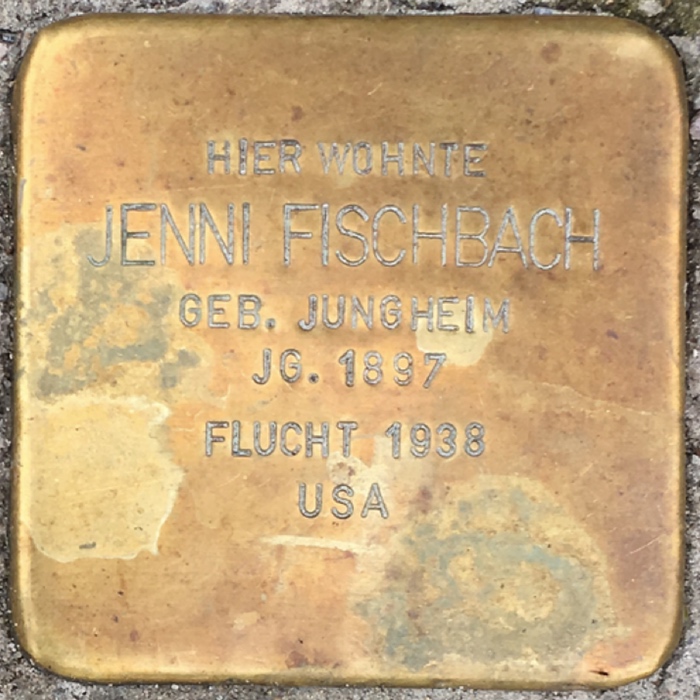 HIER WOHNTE
JENNI FISCHBACH
GEB. JUNGHEIM
JG. 1897
FLUCHT 1938
USA